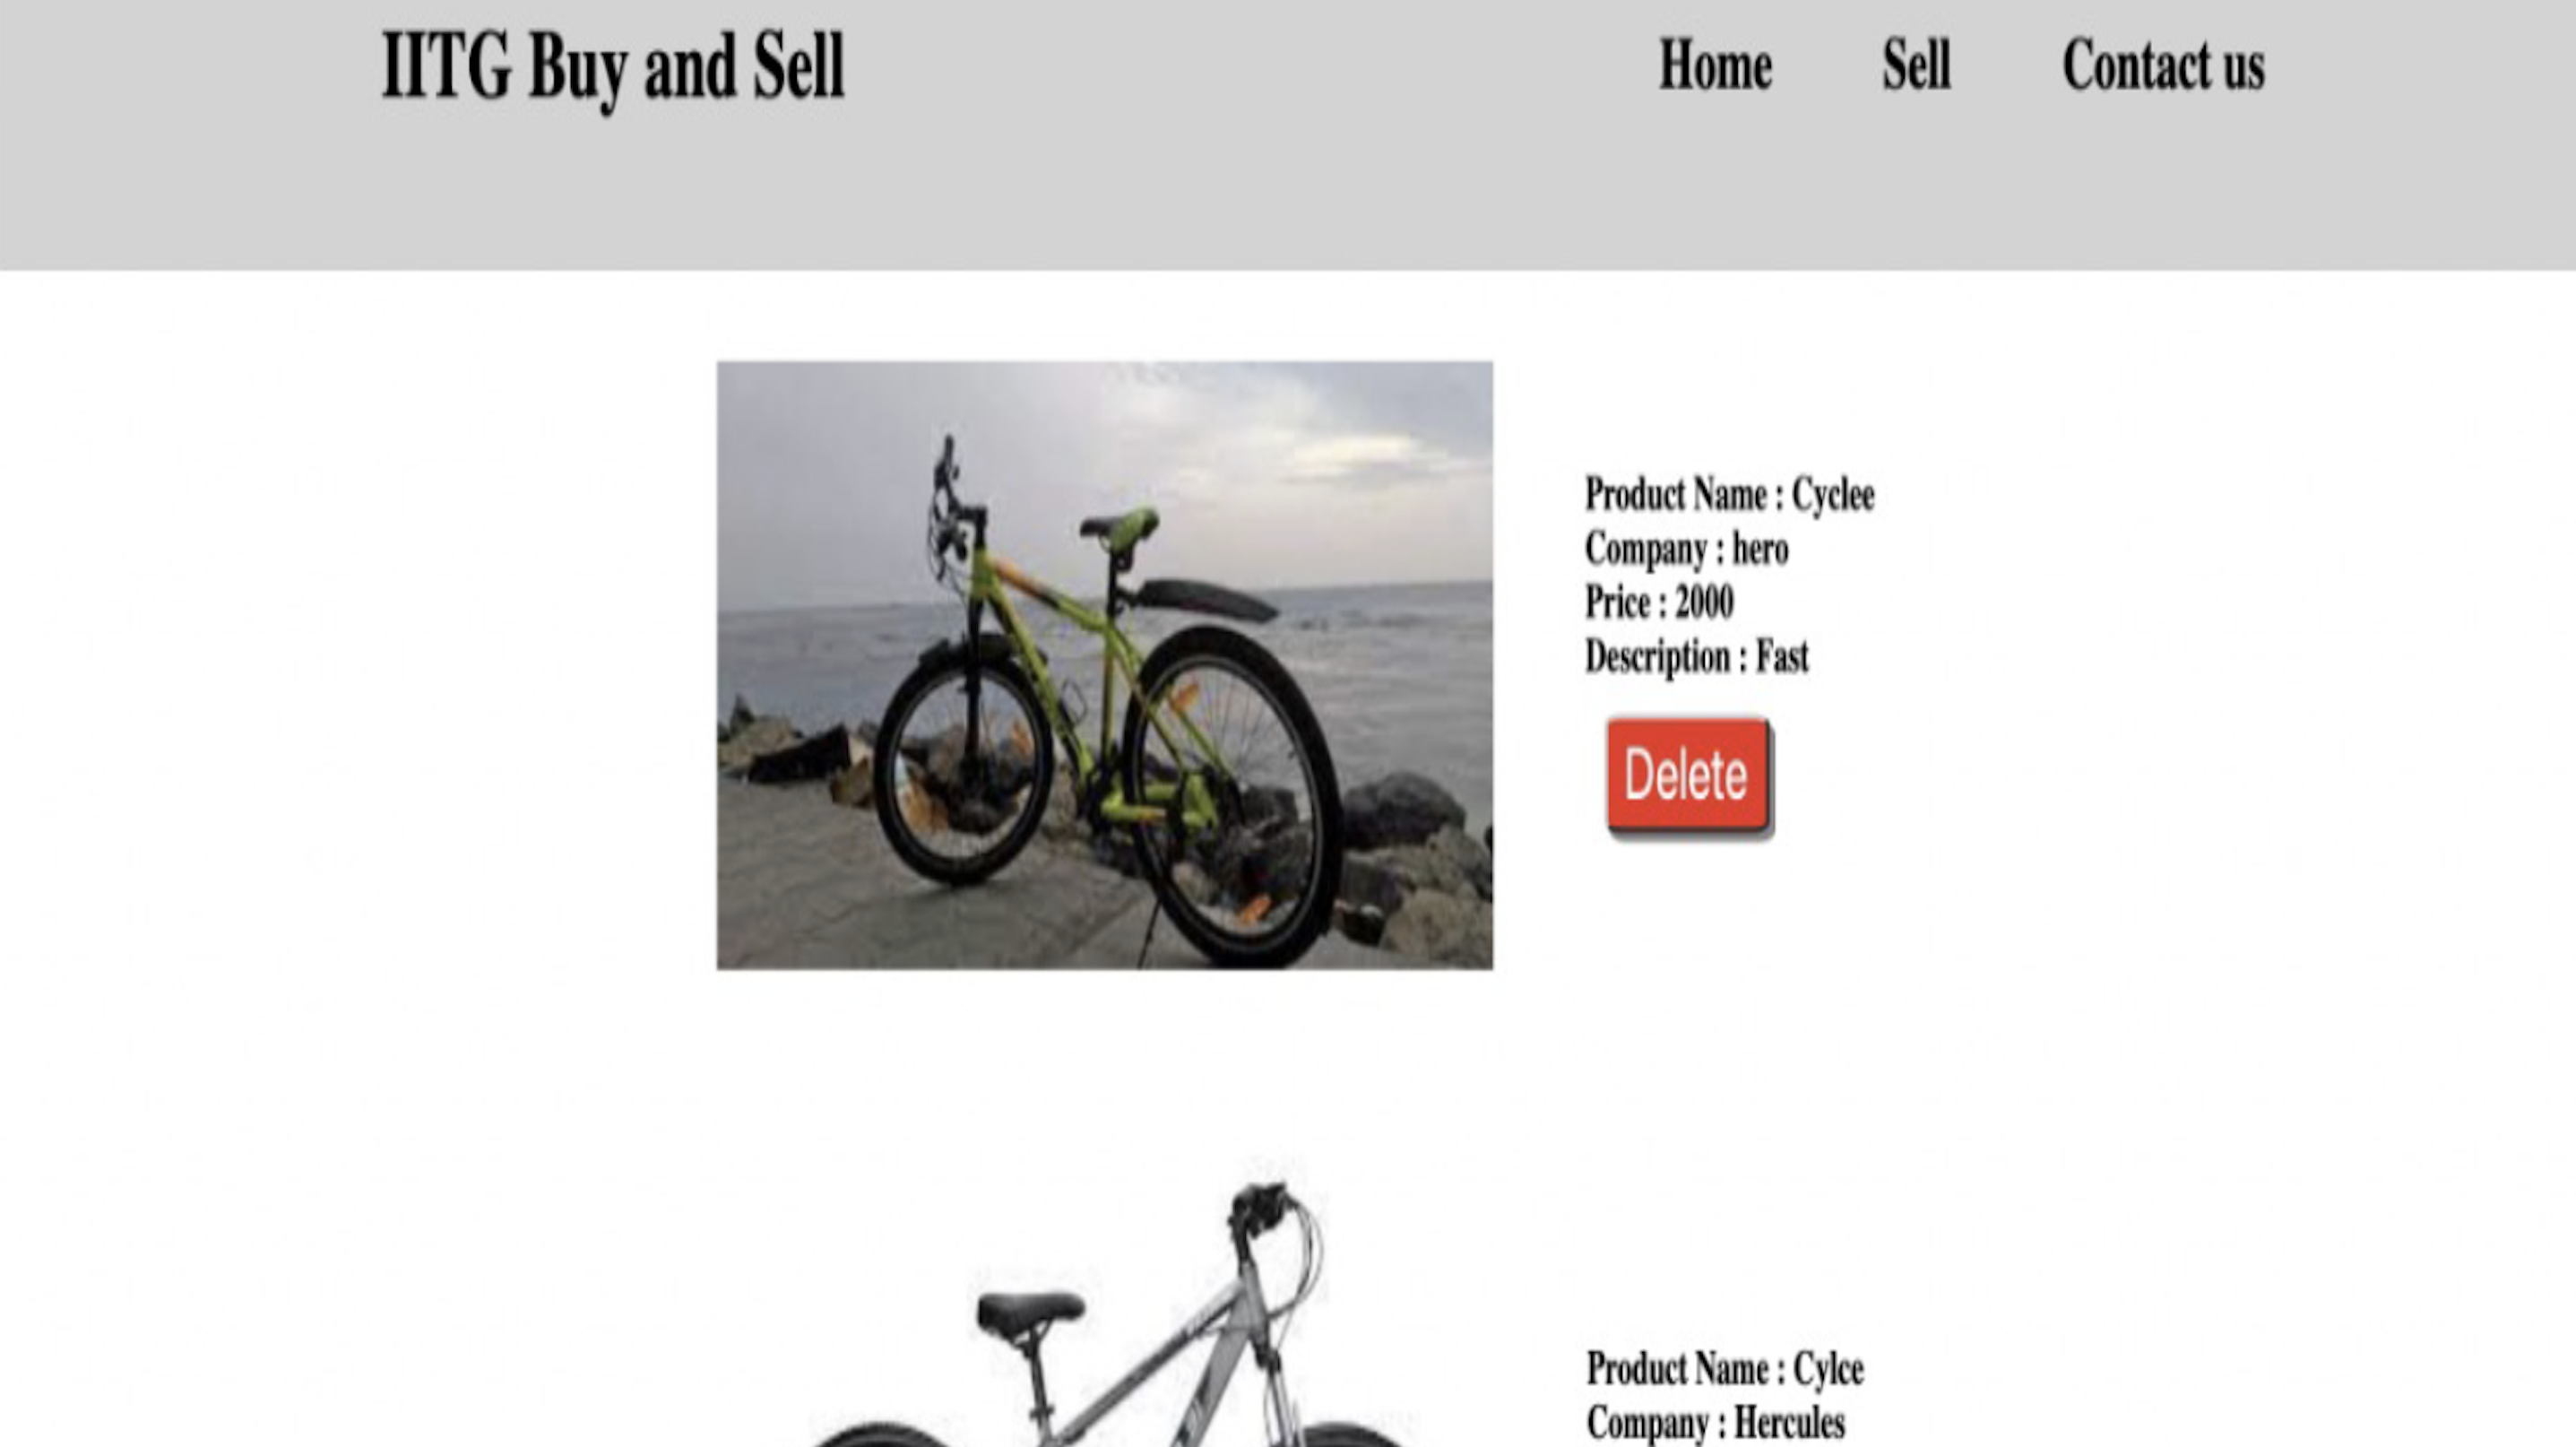 IITG Buy and Sell
Home Sell Contact us
Product Name : Cyclee
Company : hero
Price : 2000
Description : Fast
Delete
Product Name : Cylce
Company : Hercules